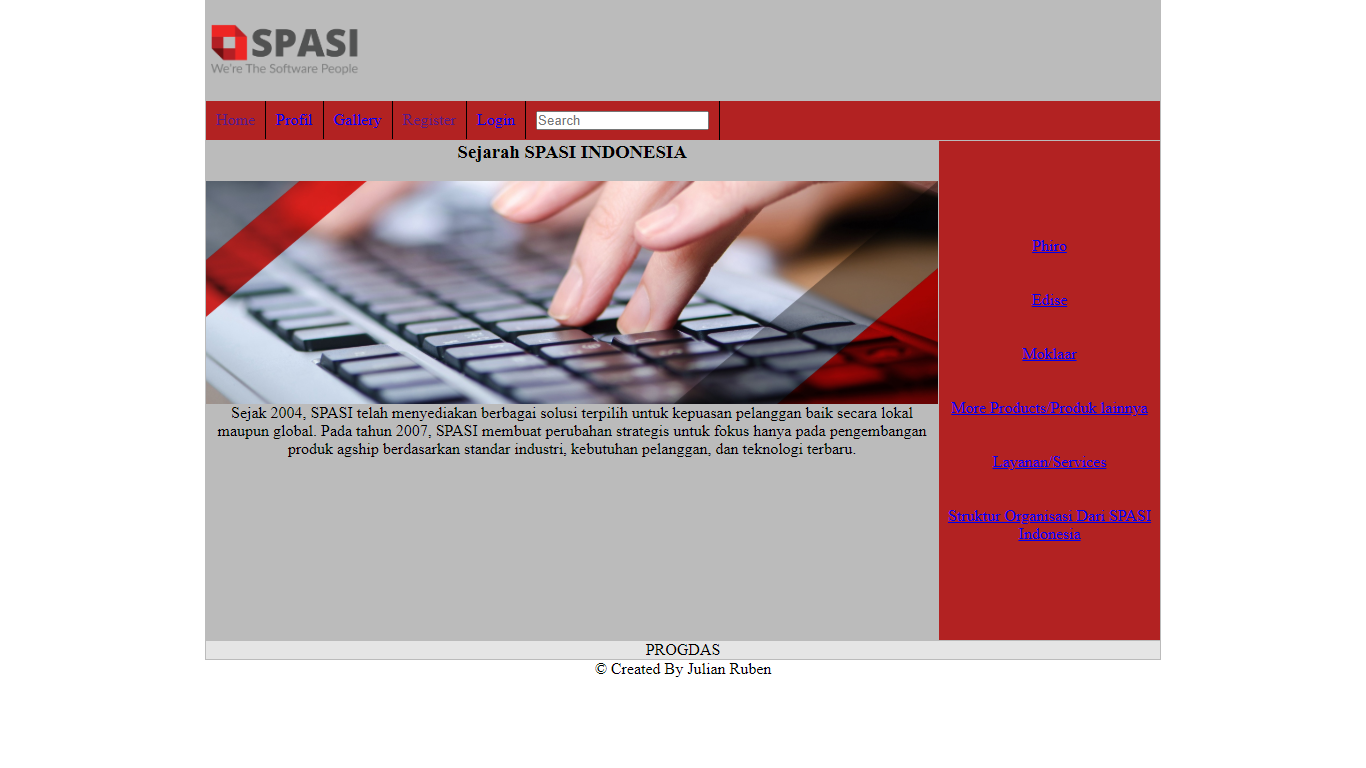 SPASI
We're The Software People
Home Profil Gallery Register Login Search
Sejarah SPASI INDONESIA
Sejak 2004, SPASI telah menyediakan berbagai solusi terpilih untuk kepuasan pelanggan baik secara lokal
maupun global. Pada tahun 2007, SPASI membuat perubahan strategis untuk fokus hanya pada pengembangan
produk agship berdasarkan standar industri, kebutuhan pelanggan, dan teknologi terbaru.
Phiro
Edise
Moklaar
More Products/Produk lainnya
Layanan/Services
Struktur Organisasi Dari SPASI
Indonesia
PROGDAS
© Created By Julian Ruben